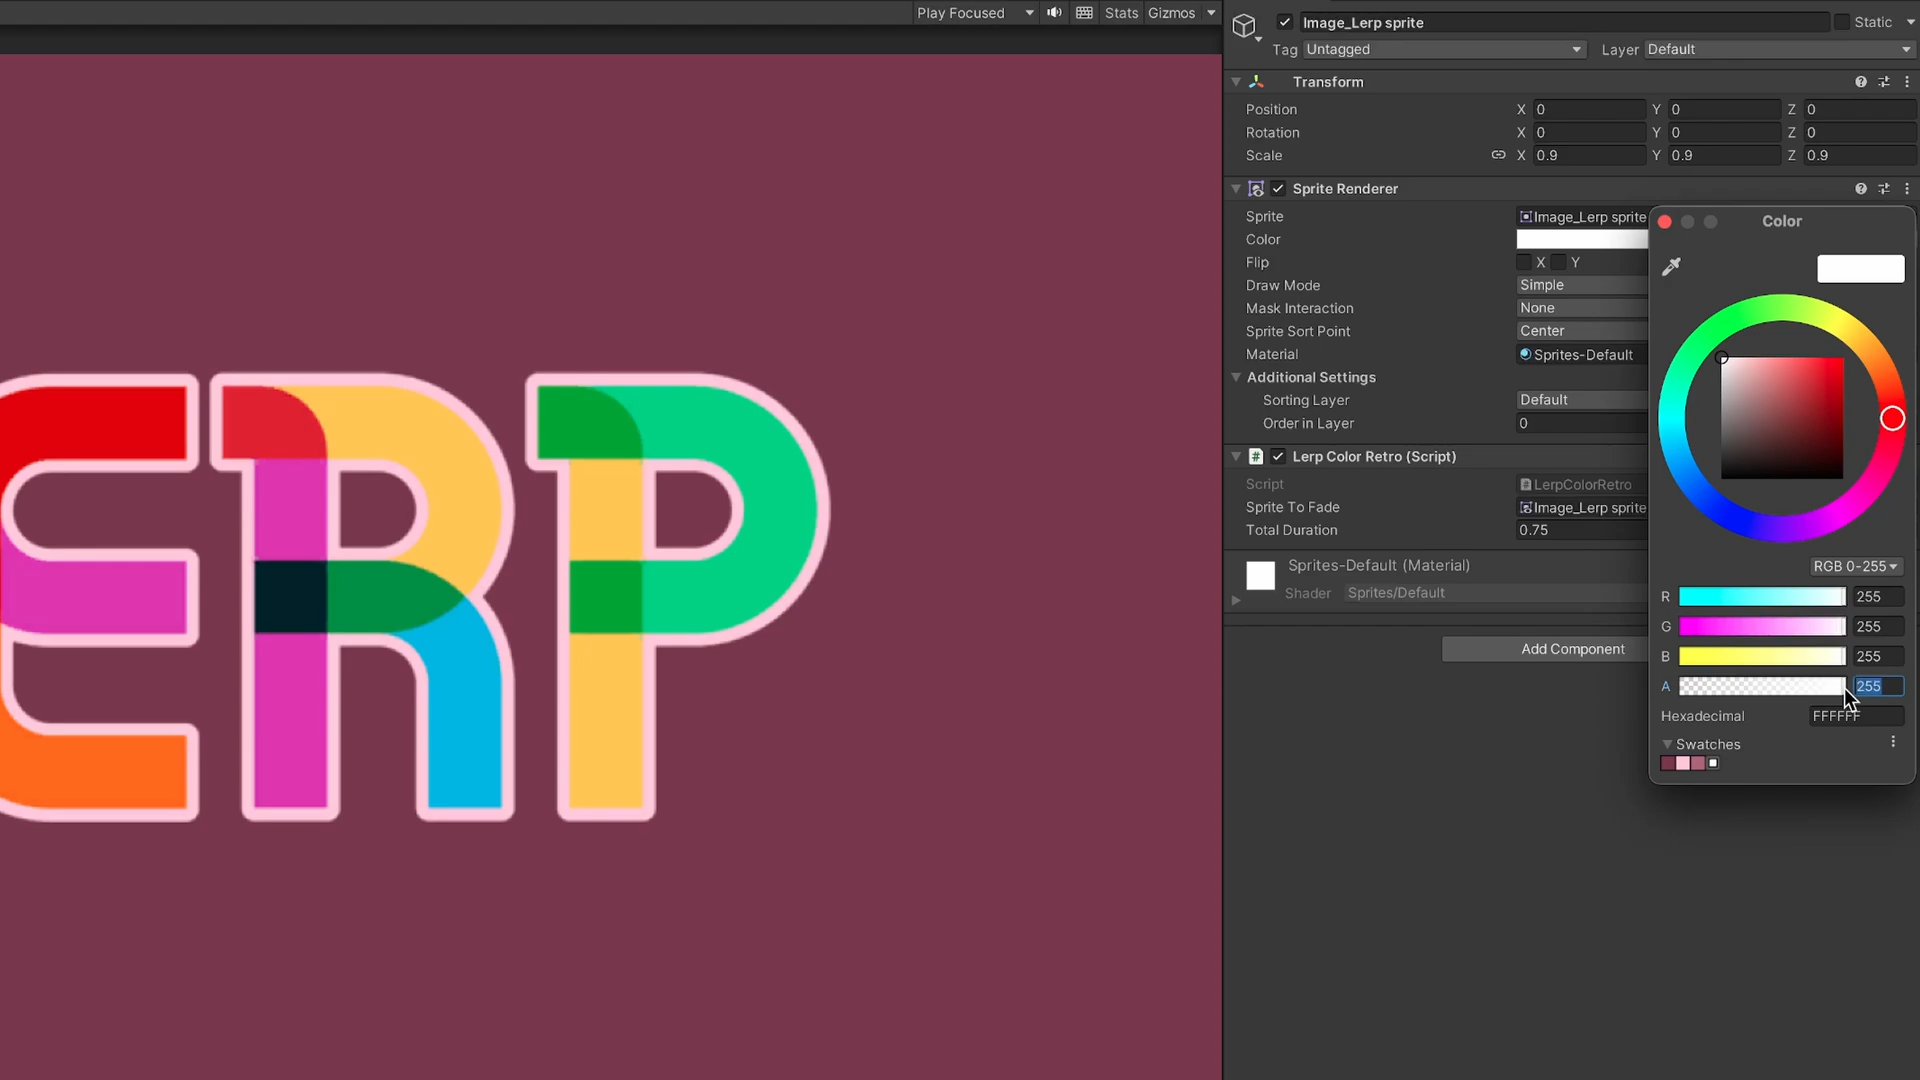 Play Focused Stats Gizmos
Image_Lerp sprite Static
Tag Untagged Layer Default
Transform
Position X 0 Y 0 Z 0
Rotation X 0 Y 0 Z 0
Scale X 0.9 Y 0.9 Z 0.9
Sprite Renderer
Sprite Image_Lerp sprite
Color
Flip X Y
Draw Mode Simple
Mask Interaction None
Sprite Sort Point Center
Material Sprites-Default
Additional Settings
Sorting Layer Default
Order in Layer 0
# Lerp Color Retro (Script)
Script # LerpColorRetro
Sprite To Fade Image_Lerp sprite
Total Duration 0.75
Sprites-Default (Material)
Shader Sprites/Default
Add Component
Color
RGB 0-255
R 255
G 255
B 255
A 255
Hexadecimal FFFFFF
Swatches
ERP